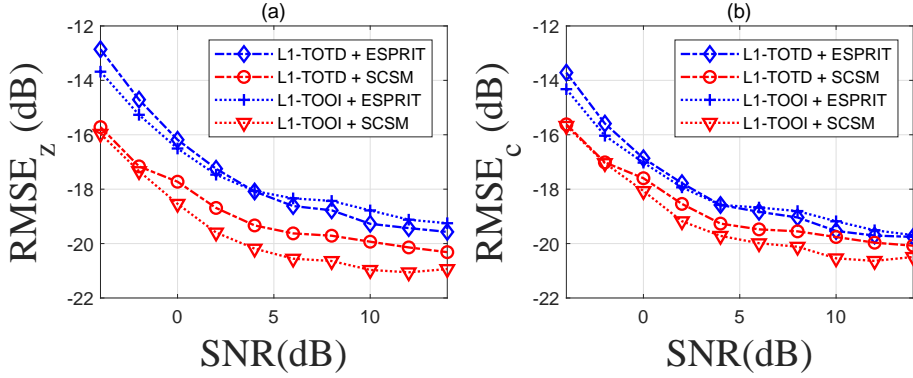 (a)
RMSE_z (dB)
-12
-14
-16
-18
-20
-22
0
5
10
SNR(dB)
L1-TOTD + ESPRIT
L1-TOTD + SCSM
L1-TOOI + ESPRIT
L1-TOOI + SCSM
(b)
RMSE_c (dB)
-12
-14
-16
-18
-20
-22
0
5
10
SNR(dB)
L1-TOTD + ESPRIT
L1-TOTD + SCSM
L1-TOOI + ESPRIT
L1-TOOI + SCSM